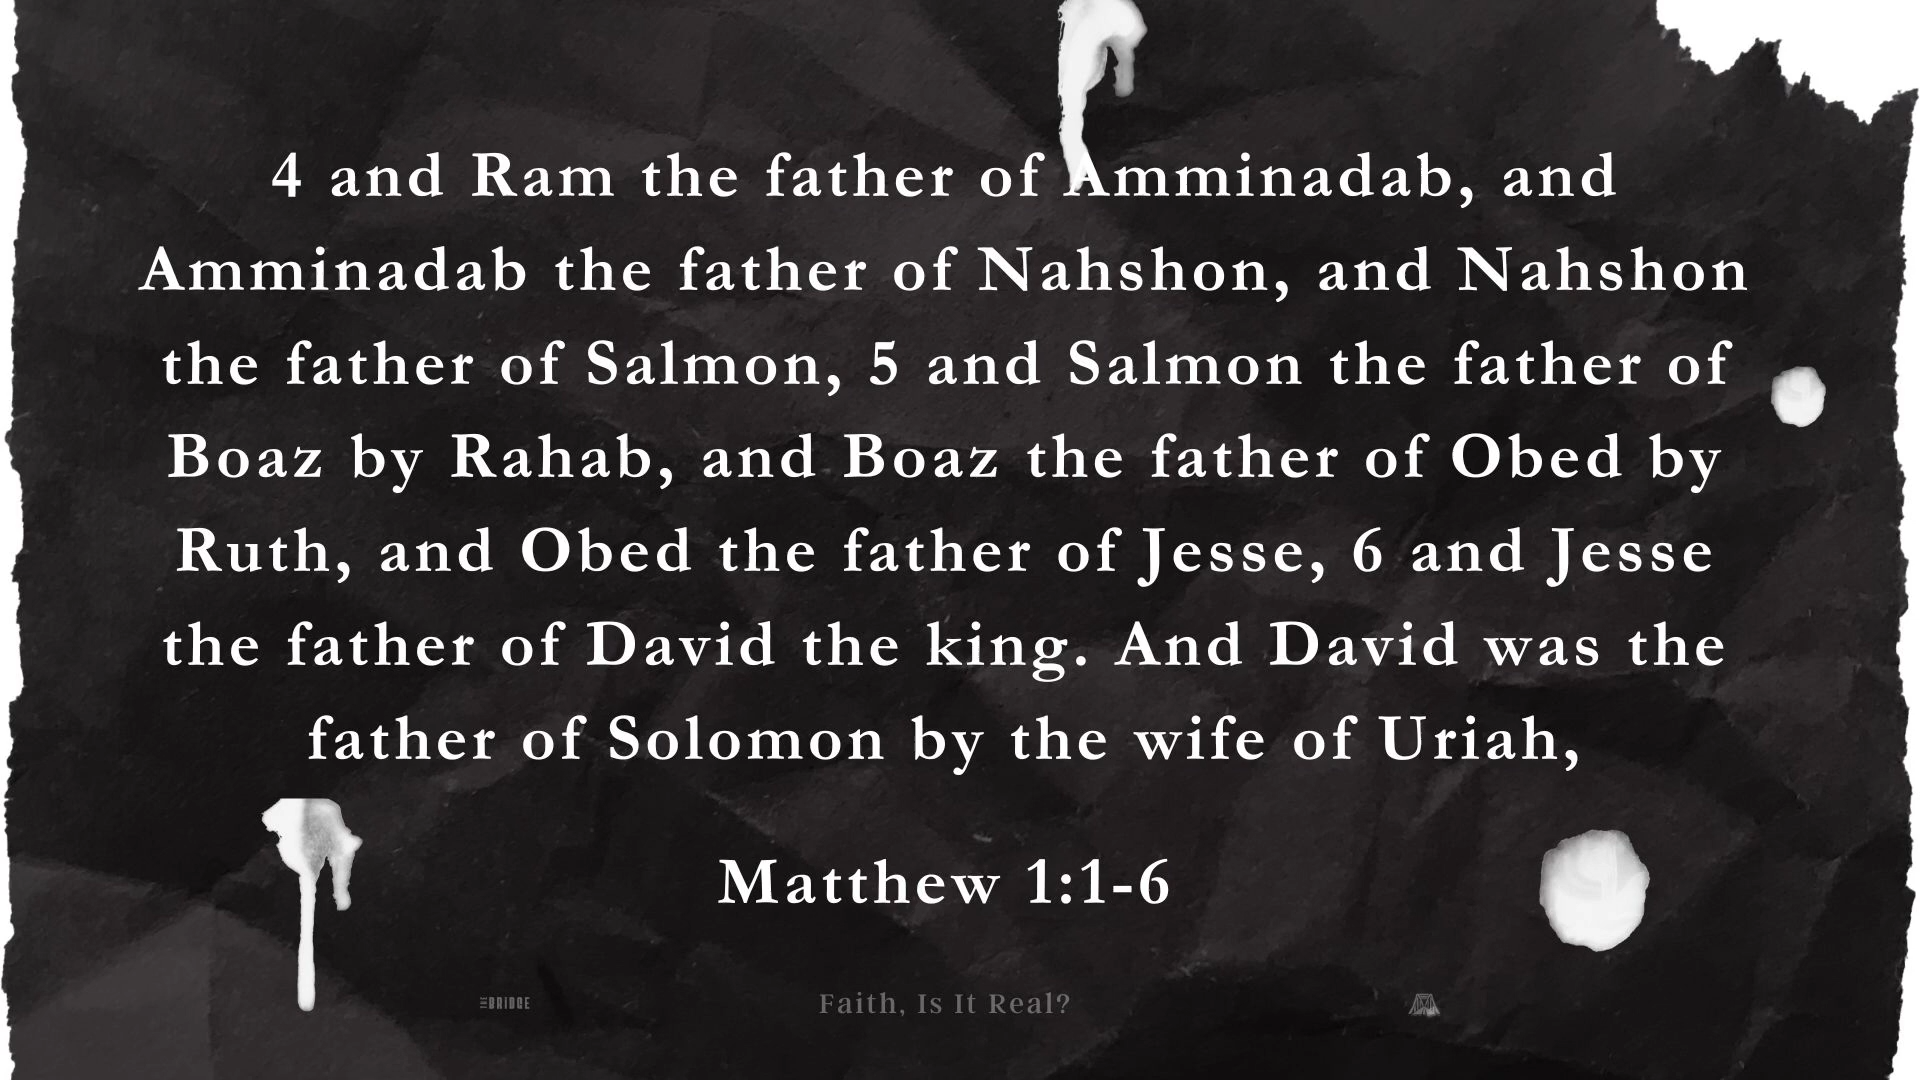 4 and Ram the father of Amminadab, and
Amminadab the father of Nahshon, and Nahshon
the father of Salmon, 5 and Salmon the father of
Boaz by Rahab, and Boaz the father of Obed by
Ruth, and Obed the father of Jesse, 6 and Jesse
the father of David the king. And David was the
father of Solomon by the wife of Uriah,
Matthew 1:1-6
THE BRIDGE
Faith, Is It Real?